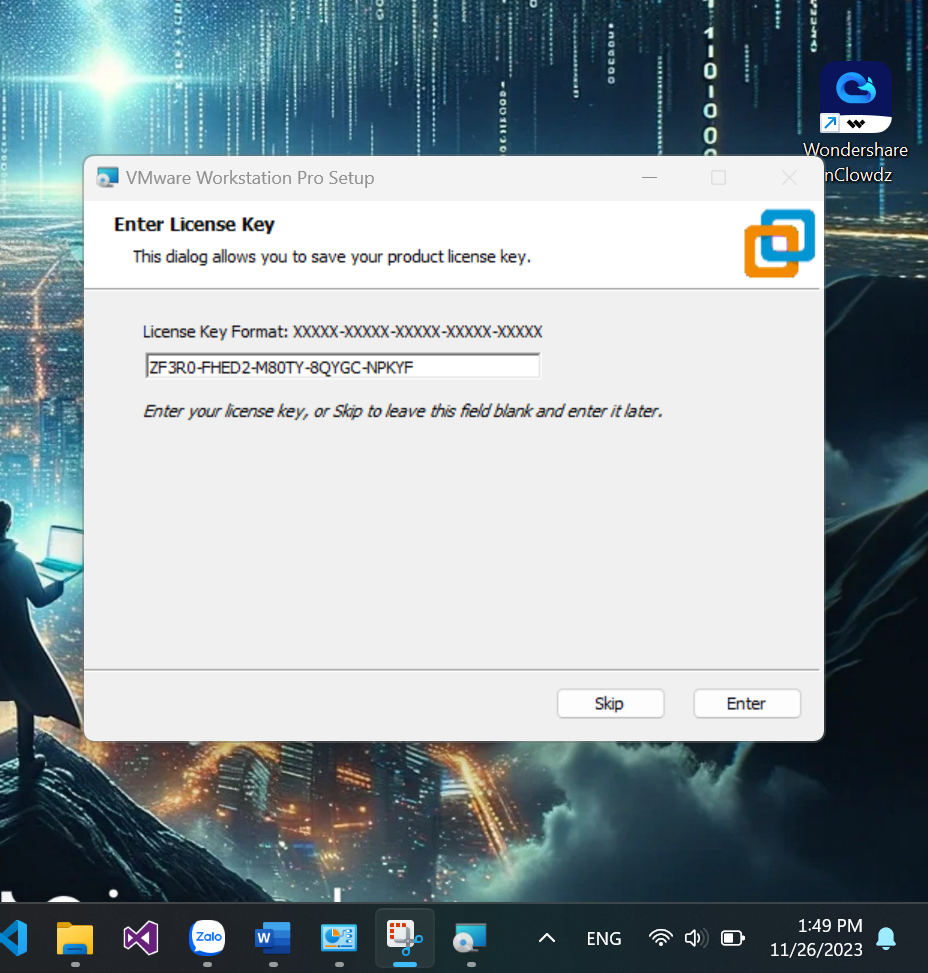 Wondershare
nClowdz
VMware Workstation Pro Setup
Enter License Key
This dialog allows you to save your product license key.
License Key Format: XXXXX-XXXXX-XXXXX-XXXXX-XXXXX
ZF3R0-FHED2-M80TY-8QYGC-NPKYF
Enter your license key, or Skip to leave this field blank and enter it later.
Skip
Enter
Zalo
W
ENG
1:49 PM
11/26/2023